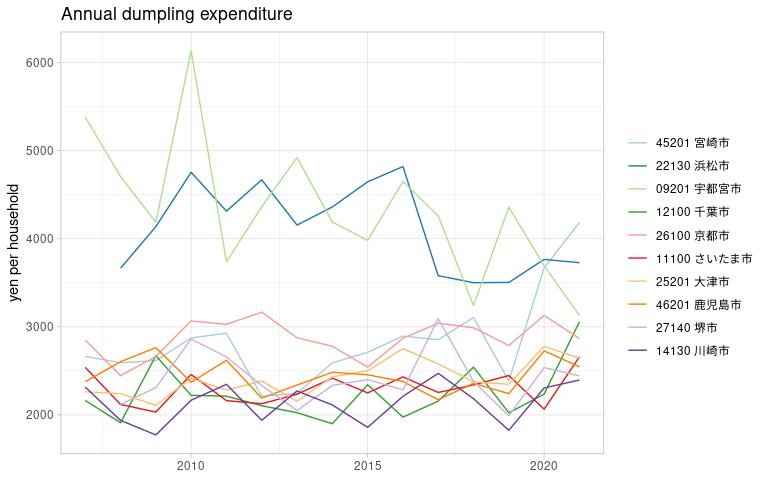 Annual dumpling expenditure
yen per household
6000
5000
4000
3000
2000
2010 2015 2020
45201 宮崎市
22130 浜松市
09201 宇都宮市
12100 千葉市
26100 京都市
11100 さいたま市
25201 大津市
46201 鹿児島市
27140 堺市
14130 川崎市